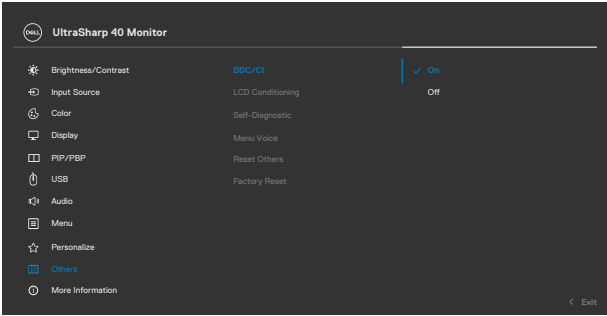 DELL UltraSharp 40 Monitor
Brightness/Contrast DDC/CI On
Input Source LCD Conditioning Off
Color Self-Diagnostic
Display Menu Voice
PIP/PBP Reset Others
USB Factory Reset
Audio
Menu
Personalize
Others
More Information
Exit